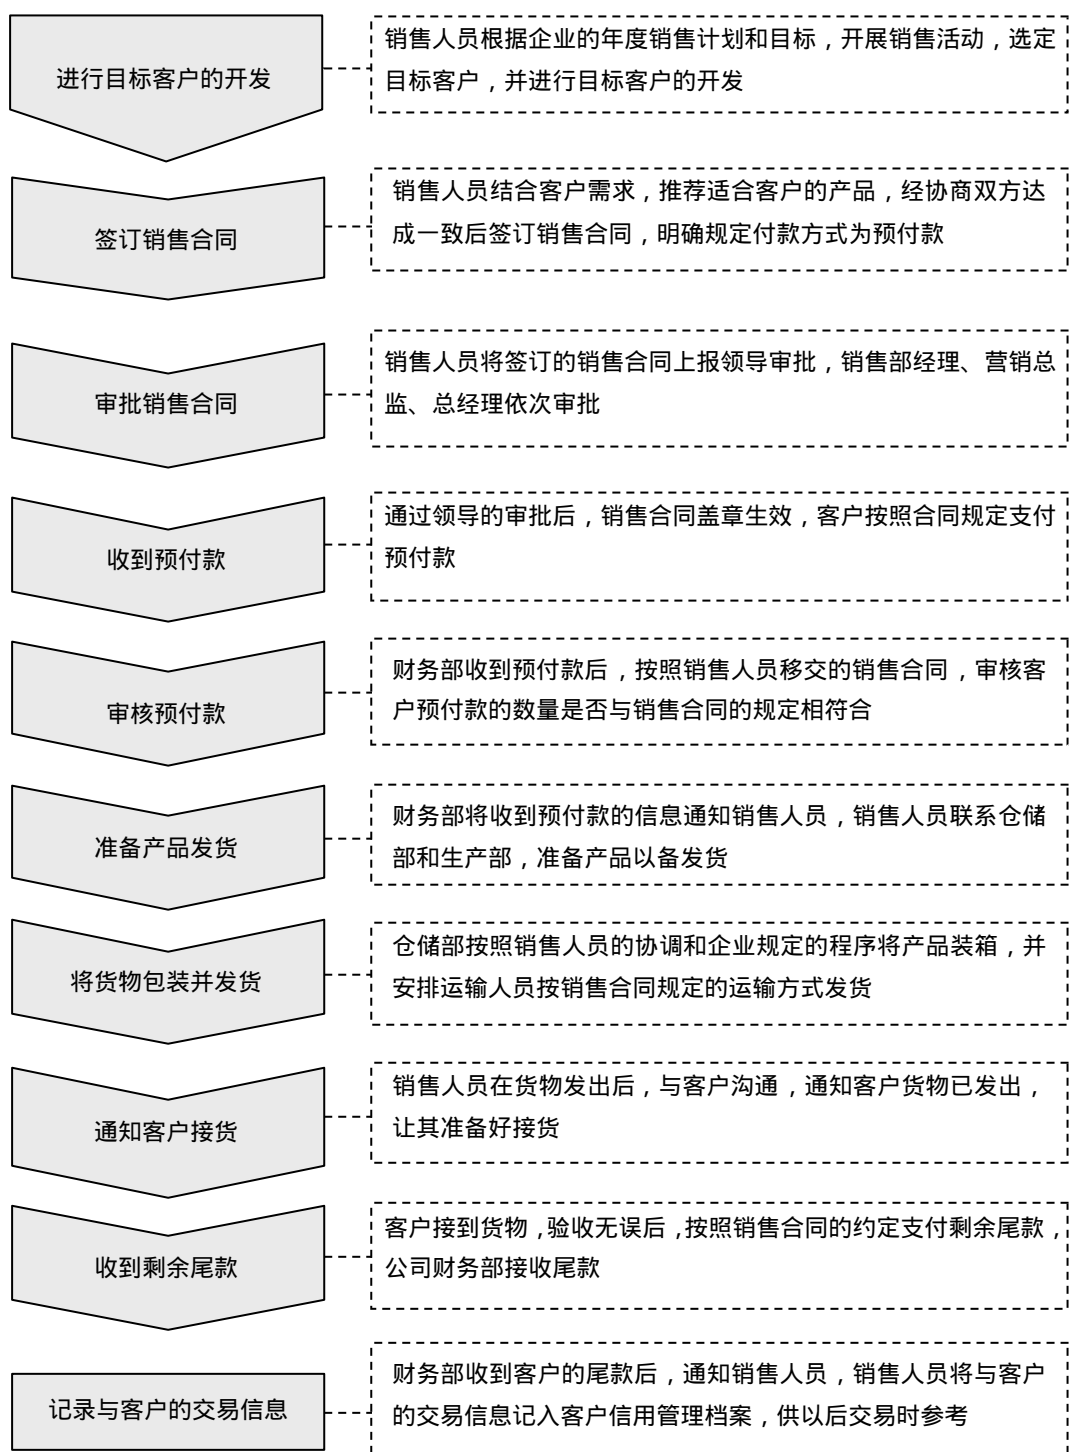 进行目标客户的开发
销售人员根据企业的年度销售计划和目标，开展销售活动，选定
目标客户，并进行目标客户的开发
签订销售合同
销售人员结合客户需求，推荐适合客户的产品，经协商双方达
成一致后签订销售合同，明确规定付款方式为预付款
审批销售合同
销售人员将签订的销售合同上报领导审批，销售部经理、营销总
监、总经理依次审批
收到预付款
通过领导的审批后，销售合同盖章生效，客户按照合同规定支付
预付款
审核预付款
财务部收到预付款后，按照销售人员移交的销售合同，审核客
户预付款的数量是否与销售合同的规定相符合
准备产品发货
财务部将收到预付款的信息通知销售人员，销售人员联系仓储
部和生产部，准备产品以备发货
将货物包装并发货
仓储部按照销售人员的协调和企业规定的程序将产品装箱，并
安排运输人员按销售合同规定的运输方式发货
通知客户接货
销售人员在货物发出后，与客户沟通，通知客户货物已发出，
让其准备好接货
收到剩余尾款
客户接到货物，验收无误后，按照销售合同的约定支付剩余尾款，
公司财务部接收尾款
记录与客户的交易信息
财务部收到客户的尾款后，通知销售人员，销售人员将与客户
的交易信息记入客户信用管理档案，供以后交易时参考